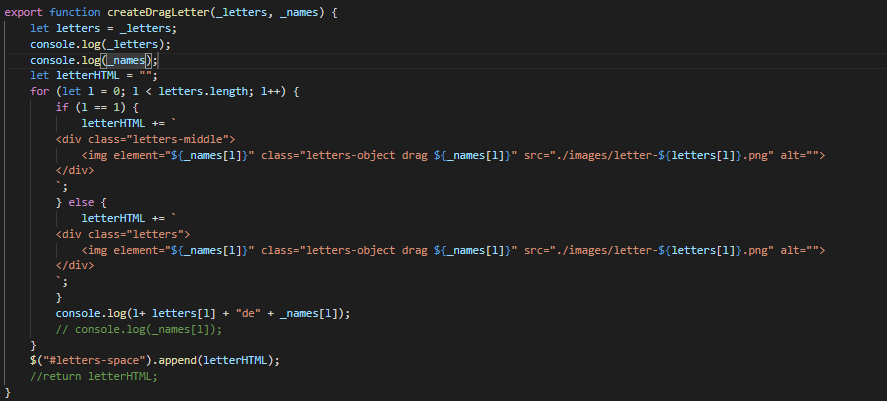 export function createDragLetter(_letters, _names) {
    let letters = _letters;
    console.log(_letters);
    console.log(_names);
    let letterHTML = "";
    for (let l = 0; l < letters.length; l++) {
        if (l == 1) {
            letterHTML += `
        <div class="letters-middle">
            <img element="${_names[l]}" class="letters-object drag ${_names[l]}" src="./images/letter-${letters[l]}.png" alt="">
        </div>
        `;
        } else {
            letterHTML += `
        <div class="letters">
            <img element="${_names[l]}" class="letters-object drag ${_names[l]}" src="./images/letter-${letters[l]}.png" alt="">
        </div>
        `;
        }
        console.log(l+ letters[l] + "de" + _names[l]);
        // console.log(_names[l]);
    }
    $("#letters-space").append(letterHTML);
    //return letterHTML;
}